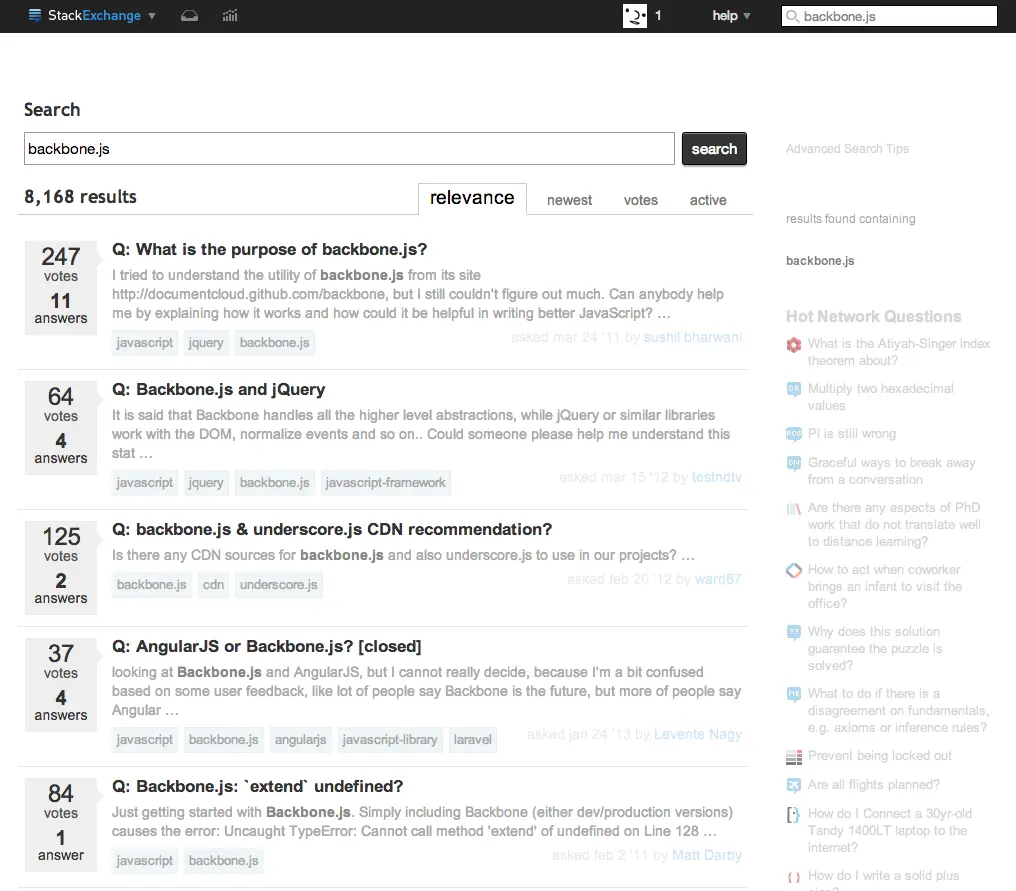 StackExchange
1
help
backbone.js
Search
backbone.js
search
Advanced Search Tips
8,168 results
relevance
newest
votes
active
results found containing
backbone.js
247
votes
11
answers
Q: What is the purpose of backbone.js?
I tried to understand the utility of backbone.js from its site
http://documentcloud.github.com/backbone, but I still couldn't figure out much. Can anybody help
me by explaining how it works and how could it be helpful in writing better JavaScript? ...
javascript jquery backbone.js
asked mar 24 '11 by sushil bharwani
64
votes
4
answers
Q: Backbone.js and jQuery
It is said that Backbone handles all the higher level abstractions, while jQuery or similar libraries
work with the DOM, normalize events and so on.. Could someone please help me understand this
stat ...
javascript jquery backbone.js javascript-framework
asked mar 15 '12 by testndtv
125
votes
2
answers
Q: backbone.js & underscore.js CDN recommendation?
Is there any CDN sources for backbone.js and also underscore.js to use in our projects? ...
backbone.js cdn underscore.js
asked feb 20 '12 by ward87
37
votes
4
answers
Q: AngularJS or Backbone.js? [closed]
looking at Backbone.js and AngularJS, but I cannot really decide, because I'm a bit confused
based on some user feedback, like lot of people say Backbone is the future, but more of people say
Angular ...
javascript backbone.js angularjs javascript-library laravel
asked jan 24 '13 by Levente Nagy
84
votes
1
answer
Q: Backbone.js: `extend` undefined?
Just getting started with Backbone.js. Simply including Backbone (either dev/production versions)
causes the error: Uncaught TypeError: Cannot call method 'extend' of undefined on Line 128 ...
javascript backbone.js
asked feb 2 '11 by Matt Darby
Hot Network Questions
What is the Atiyah-Singer index
theorem about?
Multiply two hexadecimal
values
Pi is still wrong
Graceful ways to break away
from a conversation
Are there any aspects of PhD
work that do not translate well
to distance learning?
How to act when coworker
brings an infant to visit the
office?
Why does this solution
guarantee the puzzle is
solved?
What to do if there is a
disagreement on fundamentals,
e.g. axioms or inference rules?
Prevent being locked out
Are all flights planned?
How do I Connect a 30yr-old
Tandy 1400LT laptop to the
internet?
How do I write a solid plus